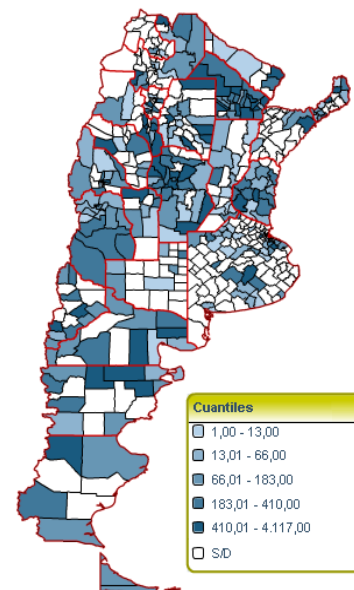 Cuantiles
1,00 - 13,00
13,01 - 66,00
66,01 - 183,00
183,01 - 410,00
410,01 - 4.117,00
S/D